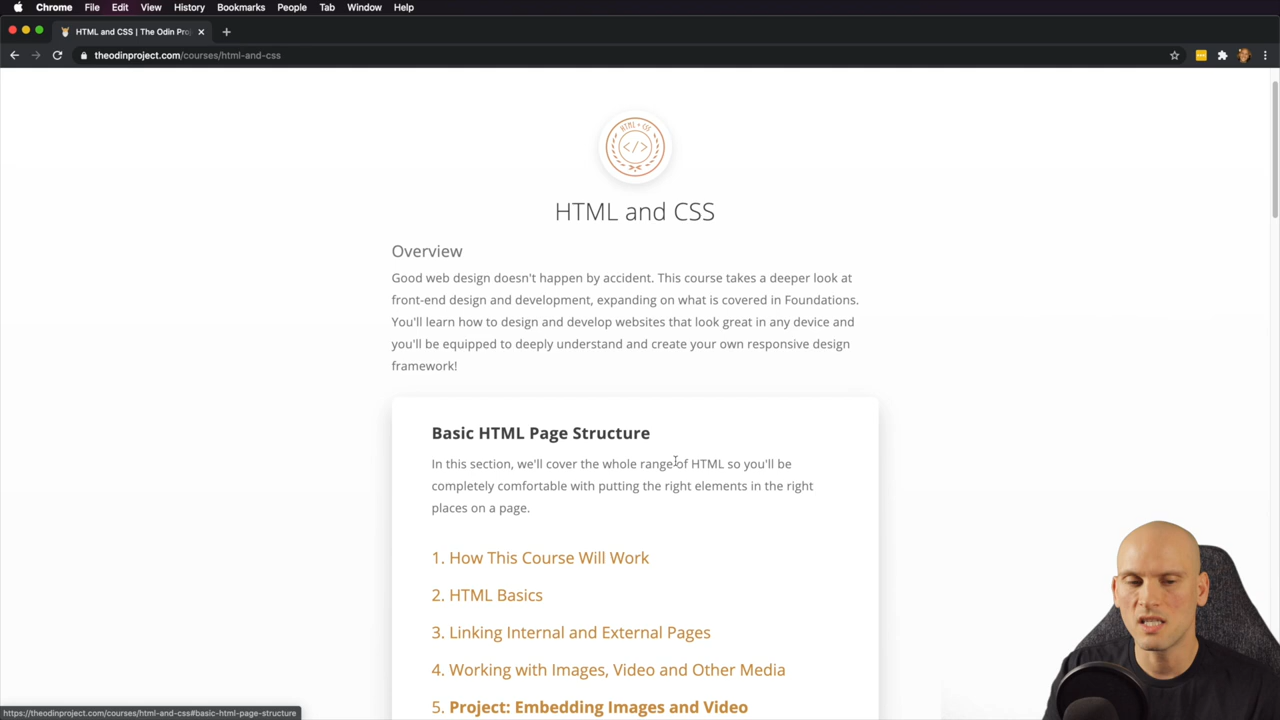 Chrome File Edit View History Bookmarks People Tab Window Help
HTML and CSS | The Odin Proj
theodinproject.com/courses/html-and-css
HTML + CSS
</>
HTML and CSS
Overview
Good web design doesn't happen by accident. This course takes a deeper look at
front-end design and development, expanding on what is covered in Foundations.
You'll learn how to design and develop websites that look great in any device and
you'll be equipped to deeply understand and create your own responsive design
framework!
Basic HTML Page Structure
In this section, we'll cover the whole range of HTML so you'll be
completely comfortable with putting the right elements in the right
places on a page.
1. How This Course Will Work
2. HTML Basics
3. Linking Internal and External Pages
4. Working with Images, Video and Other Media
5. Project: Embedding Images and Video
https://theodinproject.com/courses/html-and-css#basic-html-page-structure